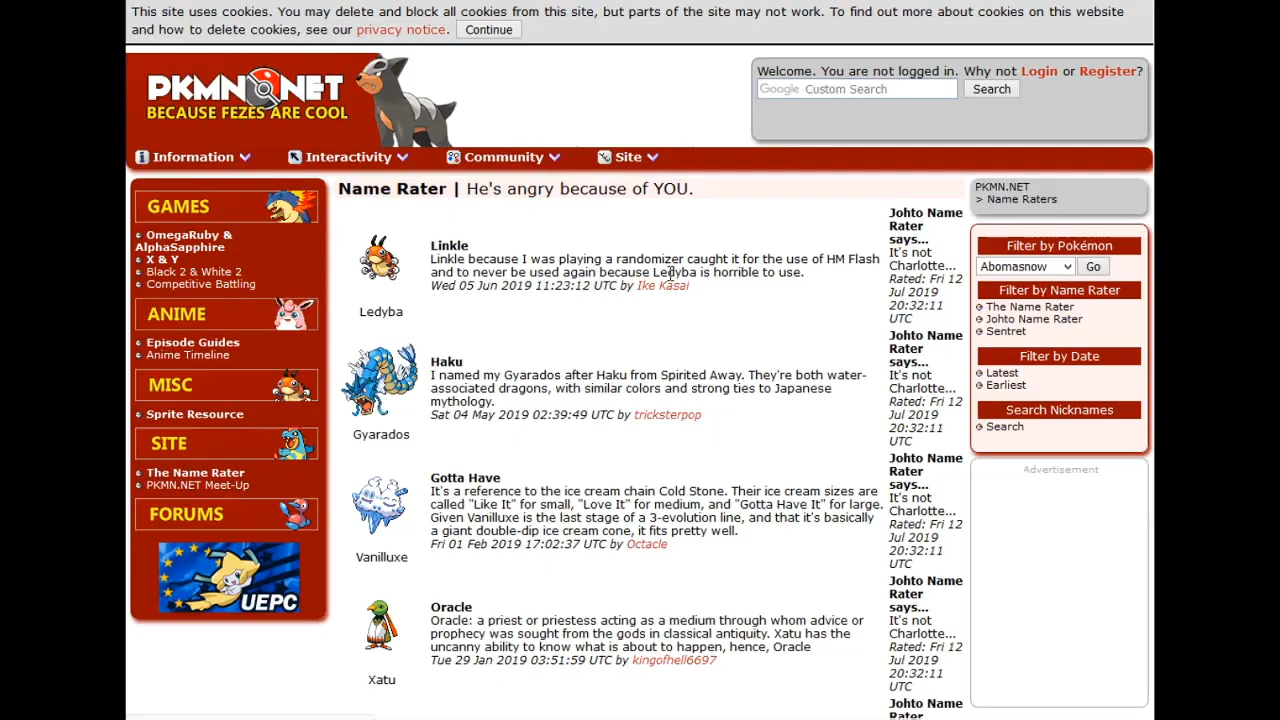 This site uses cookies. You may delete and block all cookies from this site, but parts of the site may not work. To find out more about cookies on this website
and how to delete cookies, see our privacy notice. Continue
PKMN NET
BECAUSE FEZES ARE COOL
Welcome. You are not logged in. Why not Login or Register?
Google Custom Search Search
Information Interactivity Community Site
GAMES
OmegaRuby &
AlphaSapphire
X & Y
Black 2 & White 2
Competitive Battling
ANIME
Episode Guides
Anime Timeline
MISC
Sprite Resource
SITE
The Name Rater
PKMN.NET Meet-Up
FORUMS
UEPC
Name Rater | He's angry because of YOU.
Ledyba
Linkle
Linkle because I was playing a randomizer caught it for the use of HM Flash
and to never be used again because Ledyba is horrible to use.
Wed 05 Jun 2019 11:23:12 UTC by Ike Kasai
Johto Name
Rater
says...
It's not
Charlotte...
Rated: Fri 12
Jul 2019
20:32:11
UTC
Gyarados
Haku
I named my Gyarados after Haku from Spirited Away. They're both water-
associated dragons, with similar colors and strong ties to Japanese
mythology.
Sat 04 May 2019 02:39:49 UTC by tricksterpop
Johto Name
Rater
says...
It's not
Charlotte...
Rated: Fri 12
Jul 2019
20:32:11
UTC
Vanilluxe
Gotta Have
It's a reference to the ice cream chain Cold Stone. Their ice cream sizes are
called "Like It" for small, "Love It" for medium, and "Gotta Have It" for large.
Given Vanilluxe is the last stage of a 3-evolution line, and that it's basically
a giant double-dip ice cream cone, it fits pretty well.
Fri 01 Feb 2019 17:02:37 UTC by Octacle
Johto Name
Rater
says...
It's not
Charlotte...
Rated: Fri 12
Jul 2019
20:32:11
UTC
Xatu
Oracle
Oracle: a priest or priestess acting as a medium through whom advice or
prophecy was sought from the gods in classical antiquity. Xatu has the
uncanny ability to know what is about to happen, hence, Oracle
Tue 29 Jan 2019 03:51:59 UTC by kingofhell6697
Johto Name
Rater
says...
It's not
Charlotte...
Rated: Fri 12
Jul 2019
20:32:11
UTC
Johto Name
Rater
PKMN.NET
> Name Raters
Filter by Pokémon
Abomasnow Go
Filter by Name Rater
The Name Rater
Johto Name Rater
Sentret
Filter by Date
Latest
Earliest
Search Nicknames
Search
Advertisement